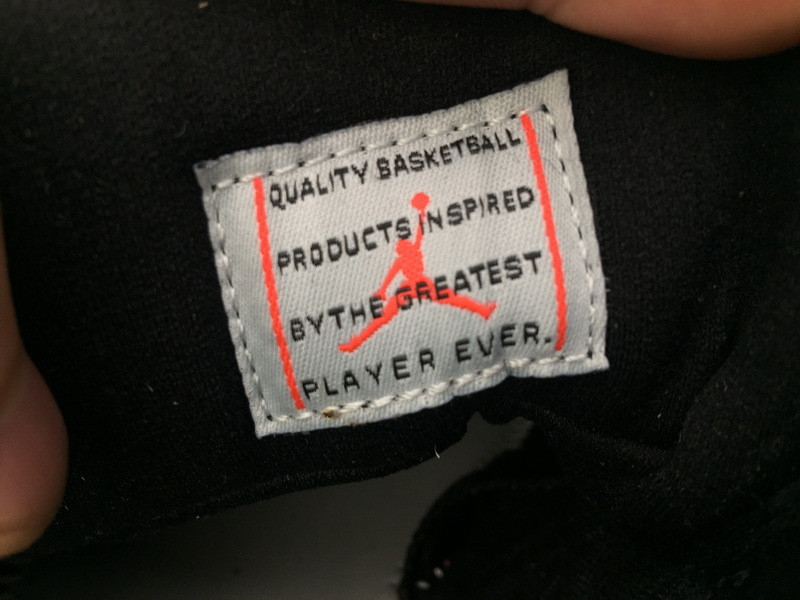 QUALITY BASKETBALL
PRODUCTS INSPIRED
BY THE GREATEST
PLAYER EVER.